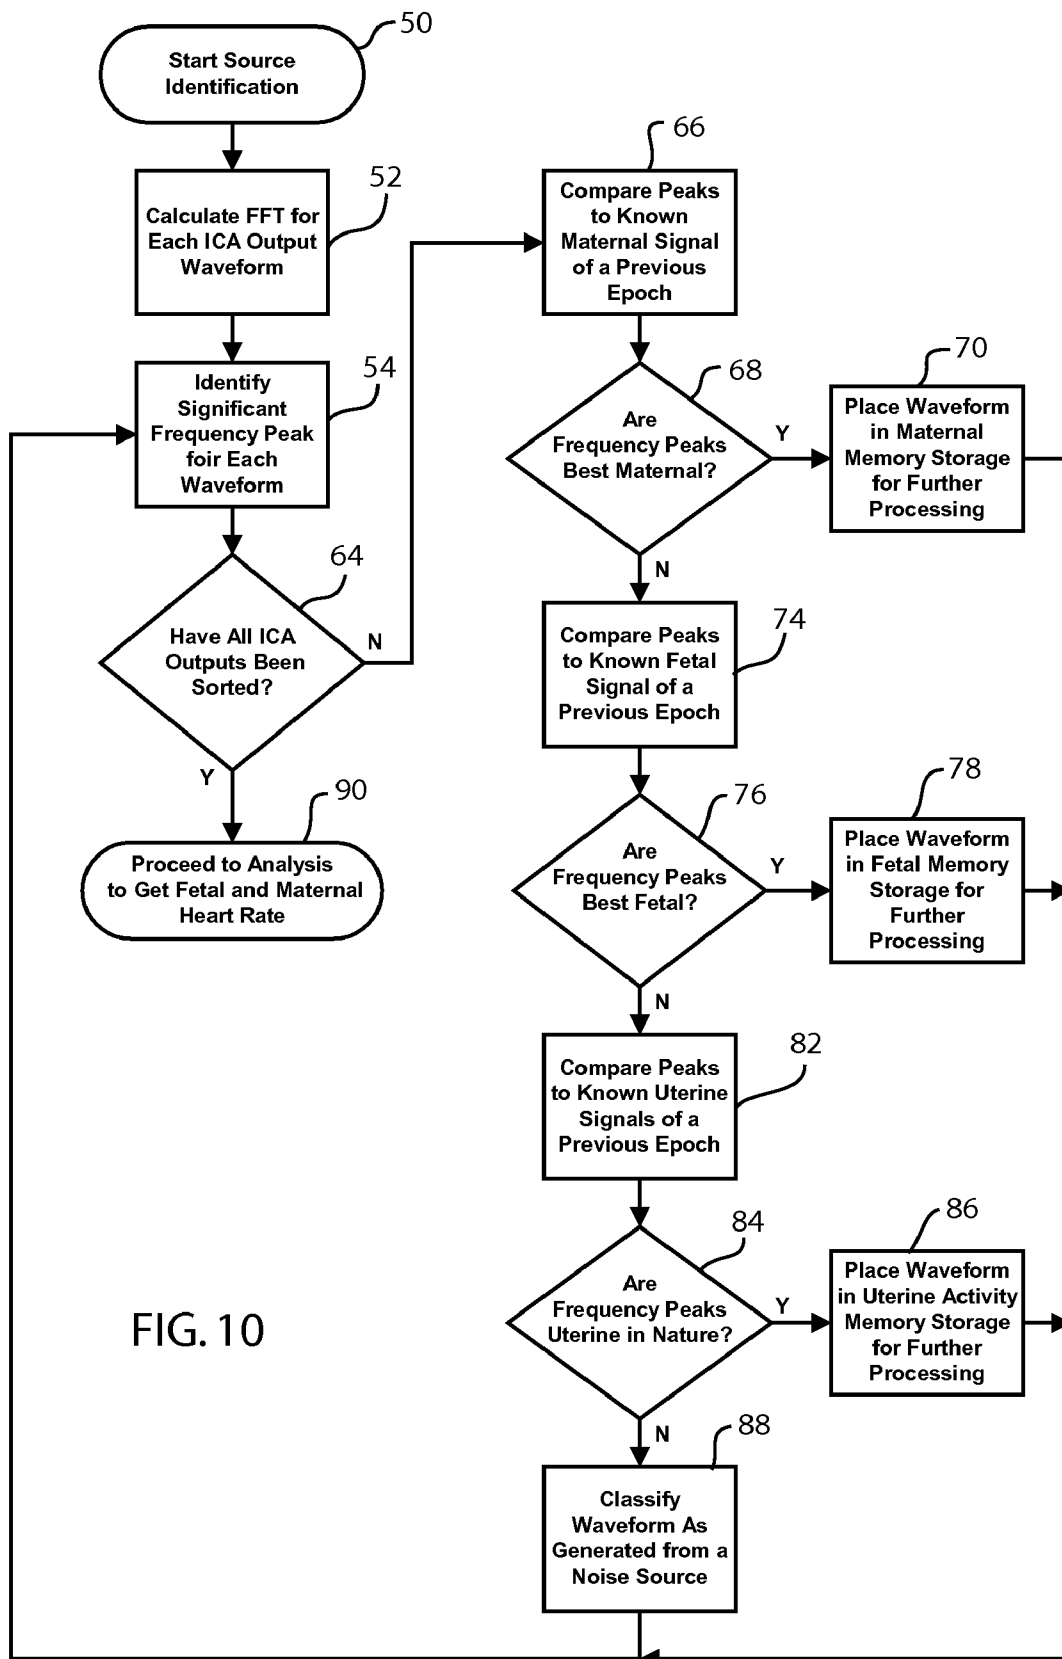 50
Start Source
Identification
52
Calculate FFT for
Each ICA Output
Waveform
54
Identify
Significant
Frequency Peak
foir Each
Waveform
64
Have All ICA
Outputs Been
Sorted?
N
Y
90
Proceed to Analysis
to Get Fetal and Maternal
Heart Rate
66
Compare Peaks
to Known
Maternal Signal
of a Previous
Epoch
68
Are
Frequency Peaks
Best Maternal?
Y
N
70
Place Waveform
in Maternal
Memory Storage
for Further
Processing
74
Compare Peaks
to Known Fetal
Signal of a
Previous Epoch
76
Are
Frequency Peaks
Best Fetal?
Y
N
78
Place Waveform
in Fetal Memory
Storage for
Further
Processing
82
Compare Peaks
to Known Uterine
Signals of a
Previous Epoch
84
Are
Frequency Peaks
Uterine in Nature?
Y
N
86
Place Waveform
in Uterine Activity
Memory Storage
for Further
Processing
88
Classify
Waveform As
Generated from a
Noise Source
FIG. 10